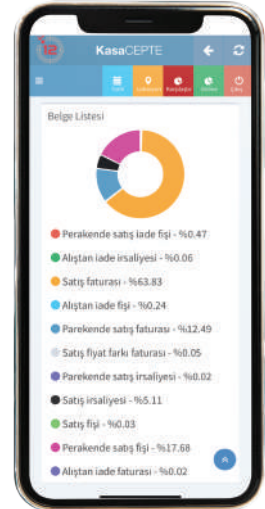 12
KasaCEPTE
Belge Listesi
Perakende satış iade fişi - %0.47
Alıştan iade irsaliyesi - %0.06
Satış faturası - %63.83
Alıştan iade fişi - %0.24
Parekende satış faturası - %12.49
Satış fiyat farkı faturası - %0.05
Parekende satış irsaliyesi - %0.02
Satış irsaliyesi - %5.11
Satış fişi - %0.03
Perakende satış fişi - %17.68
Alıştan iade faturası - %0.02